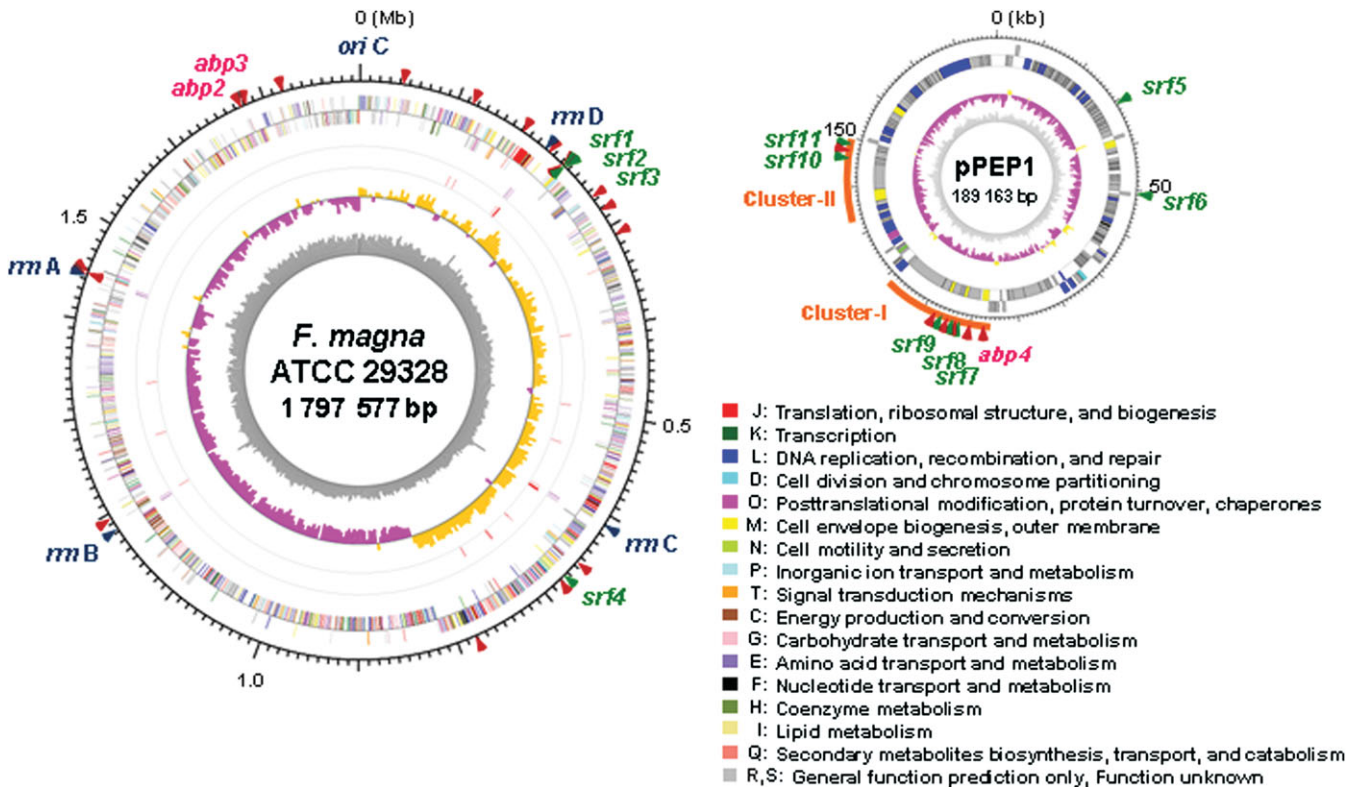 0 (Mb)
ori C
abp3
abp2
rrn D
srf1
srf2
srf3
1.5
rrn A
F. magna
ATCC 29328
1 797 577 bp
0.5
rrn B
rrn C
srf4
1.0
0 (kb)
srf5
150
srf11
srf10
pPEP1
189 163 bp
50
srf6
Cluster-II
Cluster-I
srf9
srf8
srf7
abp4
J: Translation, ribosomal structure, and biogenesis
K: Transcription
L: DNA replication, recombination, and repair
D: Cell division and chromosome partitioning
O: Posttranslational modification, protein turnover, chaperones
M: Cell envelope biogenesis, outer membrane
N: Cell motility and secretion
P: Inorganic ion transport and metabolism
T: Signal transduction mechanisms
C: Energy production and conversion
G: Carbohydrate transport and metabolism
E: Amino acid transport and metabolism
F: Nucleotide transport and metabolism
H: Coenzyme metabolism
I: Lipid metabolism
Q: Secondary metabolites biosynthesis, transport, and catabolism
R,S: General function prediction only, Function unknown